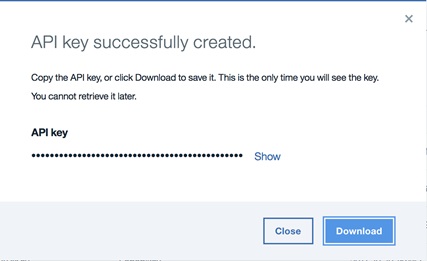 API key successfully created.
Copy the API key, or click Download to save it. This is the only time you will see the key.
You cannot retrieve it later.
API key
Show
Close
Download